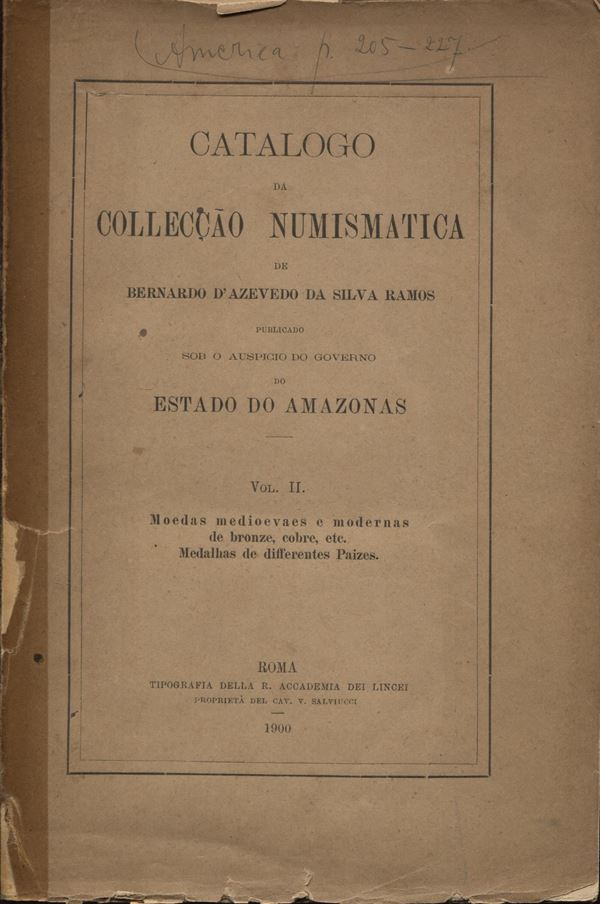 America p. 205-227
CATALOGO
DA
COLLECÇÃO NUMISMATICA
DE
BERNARDO D'AZEVEDO DA SILVA RAMOS
PUBLICADO
SOB O AUSPICIO DO GOVERNO
DO
ESTADO DO AMAZONAS
VOL. II.
Moedas medioevaes e modernas
de bronze, cobre, etc.
Medalhas de differentes Paizes.
ROMA
TIPOGRAFIA DELLA R. ACCADEMIA DEI LINCEI
PROPRIETÀ DEL CAV. V. SALVIUCCI
1900